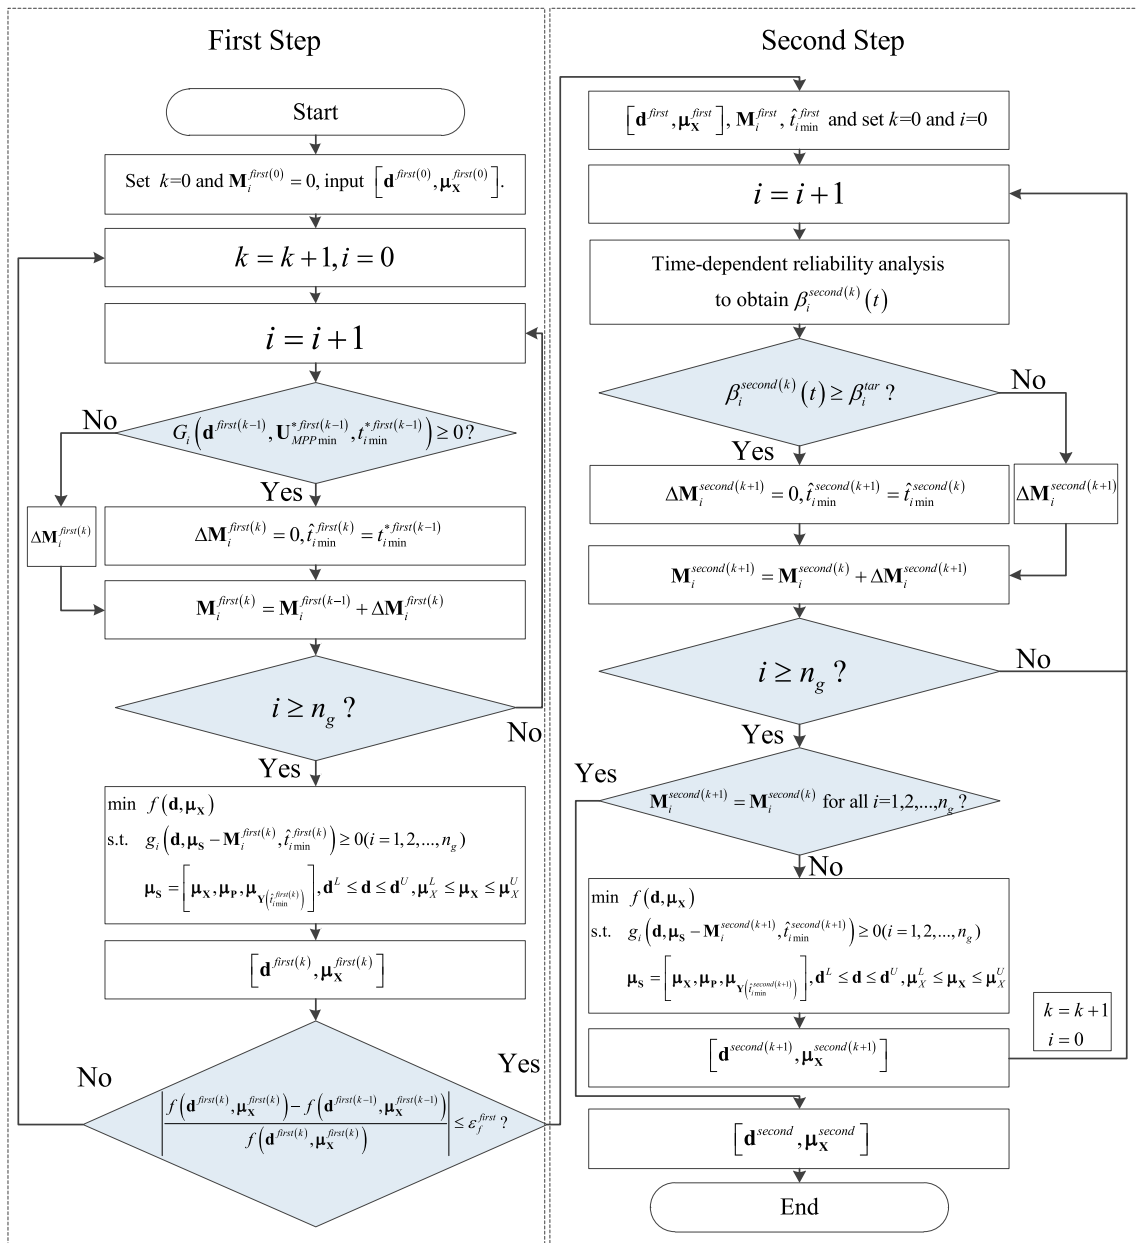 First Step
Start
Set k=0 and M_i^{first(0)} = 0, input [d^{first(0)}, μ_X^{first(0)}].
k = k+1, i = 0
i = i+1
No
G_i(d^{first(k-1)}, U_{MPP min}^{*first(k-1)}, t_{i min}^{*first(k-1)}) ≥ 0?
Yes
ΔM_i^{first(k)}
ΔM_i^{first(k)} = 0, t̂_{i min}^{first(k)} = t_{i min}^{*first(k-1)}
M_i^{first(k)} = M_i^{first(k-1)} + ΔM_i^{first(k)}
i ≥ n_g ?
No
Yes
min f(d, μ_X)
s.t. g_i(d, μ_S − M_i^{first(k)}, t̂_{i min}^{first(k)}) ≥ 0(i = 1,2,...,n_g)
μ_S = [μ_X, μ_P, μ_{Y(t̂_{i min}^{first(k)})}], d^L ≤ d ≤ d^U, μ_X^L ≤ μ_X ≤ μ_X^U
[d^{first(k)}, μ_X^{first(k)}]
No
Yes
|f(d^{first(k)}, μ_X^{first(k)}) − f(d^{first(k-1)}, μ_X^{first(k-1)}) / f(d^{first(k)}, μ_X^{first(k)})| ≤ ε_f^{first} ?
Second Step
[d^{first}, μ_X^{first}], M_i^{first}, t̂_{i min}^{first} and set k=0 and i=0
i = i+1
Time-dependent reliability analysis
to obtain β_i^{second(k)}(t)
β_i^{second(k)}(t) ≥ β_i^{tar} ?
No
Yes
ΔM_i^{second(k+1)} = 0, t̂_{i min}^{second(k+1)} = t̂_{i min}^{second(k)}
ΔM_i^{second(k+1)}
M_i^{second(k+1)} = M_i^{second(k)} + ΔM_i^{second(k+1)}
i ≥ n_g ?
No
Yes
Yes
M_i^{second(k+1)} = M_i^{second(k)} for all i=1,2,...,n_g ?
No
min f(d, μ_X)
s.t. g_i(d, μ_S − M_i^{second(k+1)}, t̂_{i min}^{second(k+1)}) ≥ 0(i = 1,2,...,n_g)
μ_S = [μ_X, μ_P, μ_{Y(t̂_{i min}^{second(k+1)})}], d^L ≤ d ≤ d^U, μ_X^L ≤ μ_X ≤ μ_X^U
k = k+1
i = 0
[d^{second(k+1)}, μ_X^{second(k+1)}]
[d^{second}, μ_X^{second}]
End